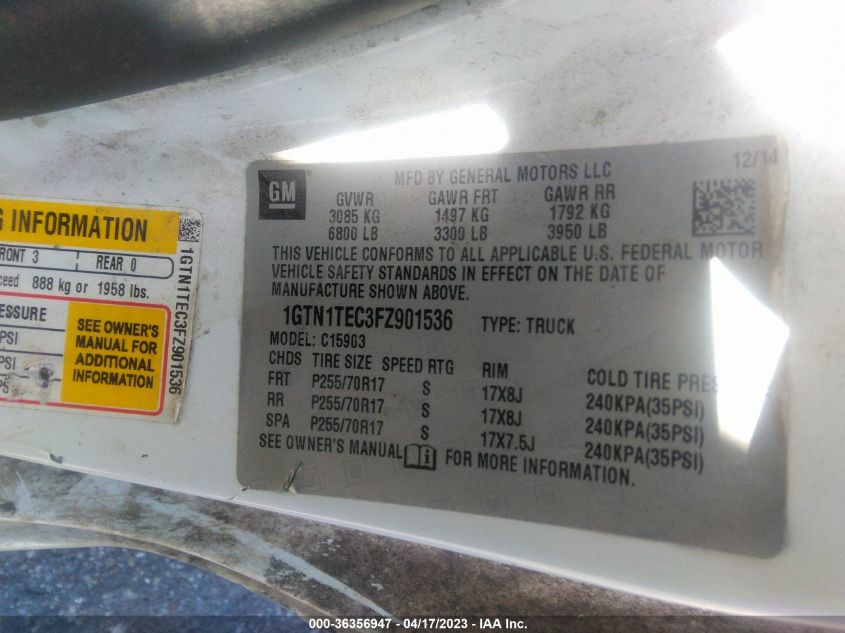 G INFORMATION
RONT 3 REAR 0
ceed 888 kg or 1958 lbs.
RESSURE
PSI
PSI
PS
SEE OWNER'S
MANUAL FOR
ADDITIONAL
INFORMATION
1GTN1TEC3FZ901536
GM
MFD BY GENERAL MOTORS LLC
12/14
GVWR GAWR FRT GAWR RR
3085 KG 1497 KG 1792 KG
6800 LB 3300 LB 3950 LB
THIS VEHICLE CONFORMS TO ALL APPLICABLE U.S. FEDERAL MOTOR
VEHICLE SAFETY STANDARDS IN EFFECT ON THE DATE OF
MANUFACTURE SHOWN ABOVE.
1GTN1TEC3FZ901536 TYPE: TRUCK
MODEL: C15903
CHDS TIRE SIZE SPEED RTG RIM COLD TIRE PRES
FRT P255/70R17 S 17X8J 240KPA(35PSI)
RR P255/70R17 S 17X8J 240KPA(35PSI)
SPA P255/70R17 S 17X7.5J 240KPA(35PSI)
SEE OWNER'S MANUAL i FOR MORE INFORMATION.
000-36356947 - 04/17/2023 - IAA Inc.